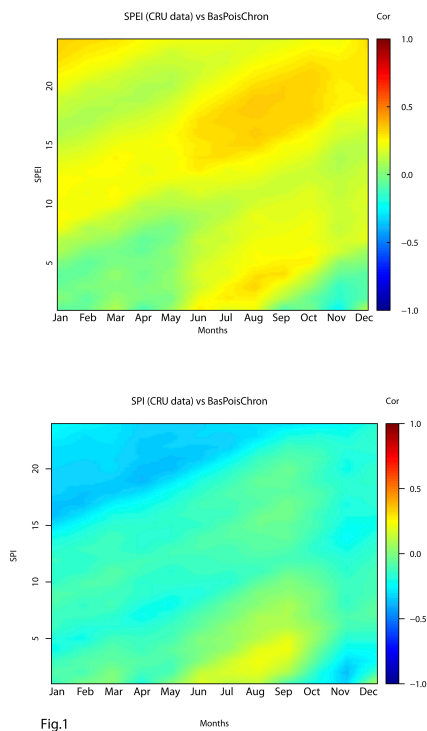 SPEI (CRU data) vs BasPoisChron
Cor
1.0
0.5
0.0
−0.5
−1.0
SPEI
20
15
10
5
Jan Feb Mar Apr May Jun Jul Aug Sep Oct Nov Dec
Months
SPI (CRU data) vs BasPoisChron
Cor
1.0
0.5
0.0
−0.5
−1.0
SPI
20
15
10
5
Jan Feb Mar Apr May Jun Jul Aug Sep Oct Nov Dec
Fig.1
Months